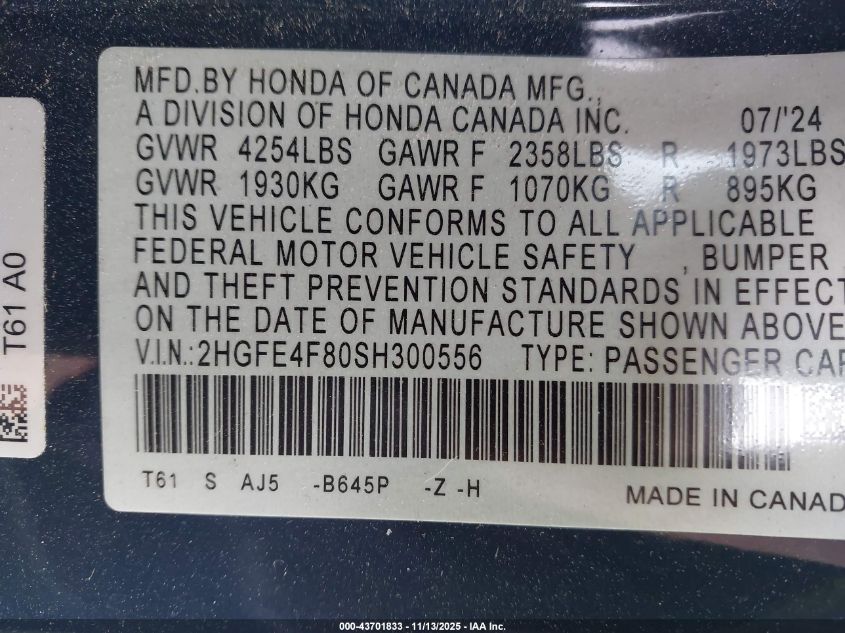 MFD.BY HONDA OF CANADA MFG.,
A DIVISION OF HONDA CANADA INC. 07/'24
GVWR 4254LBS GAWR F 2358LBS R 1973LBS
GVWR 1930KG GAWR F 1070KG R 895KG
THIS VEHICLE CONFORMS TO ALL APPLICABLE
FEDERAL MOTOR VEHICLE SAFETY , BUMPER
AND THEFT PREVENTION STANDARDS IN EFFECT
ON THE DATE OF MANUFACTURE SHOWN ABOVE
V.I.N.:2HGFE4F80SH300556 TYPE: PASSENGER CAR
T61 S AJ5 -B645P -Z -H
MADE IN CANAD
T61 A0
000-43701833 - 11/13/2025 - IAA Inc.